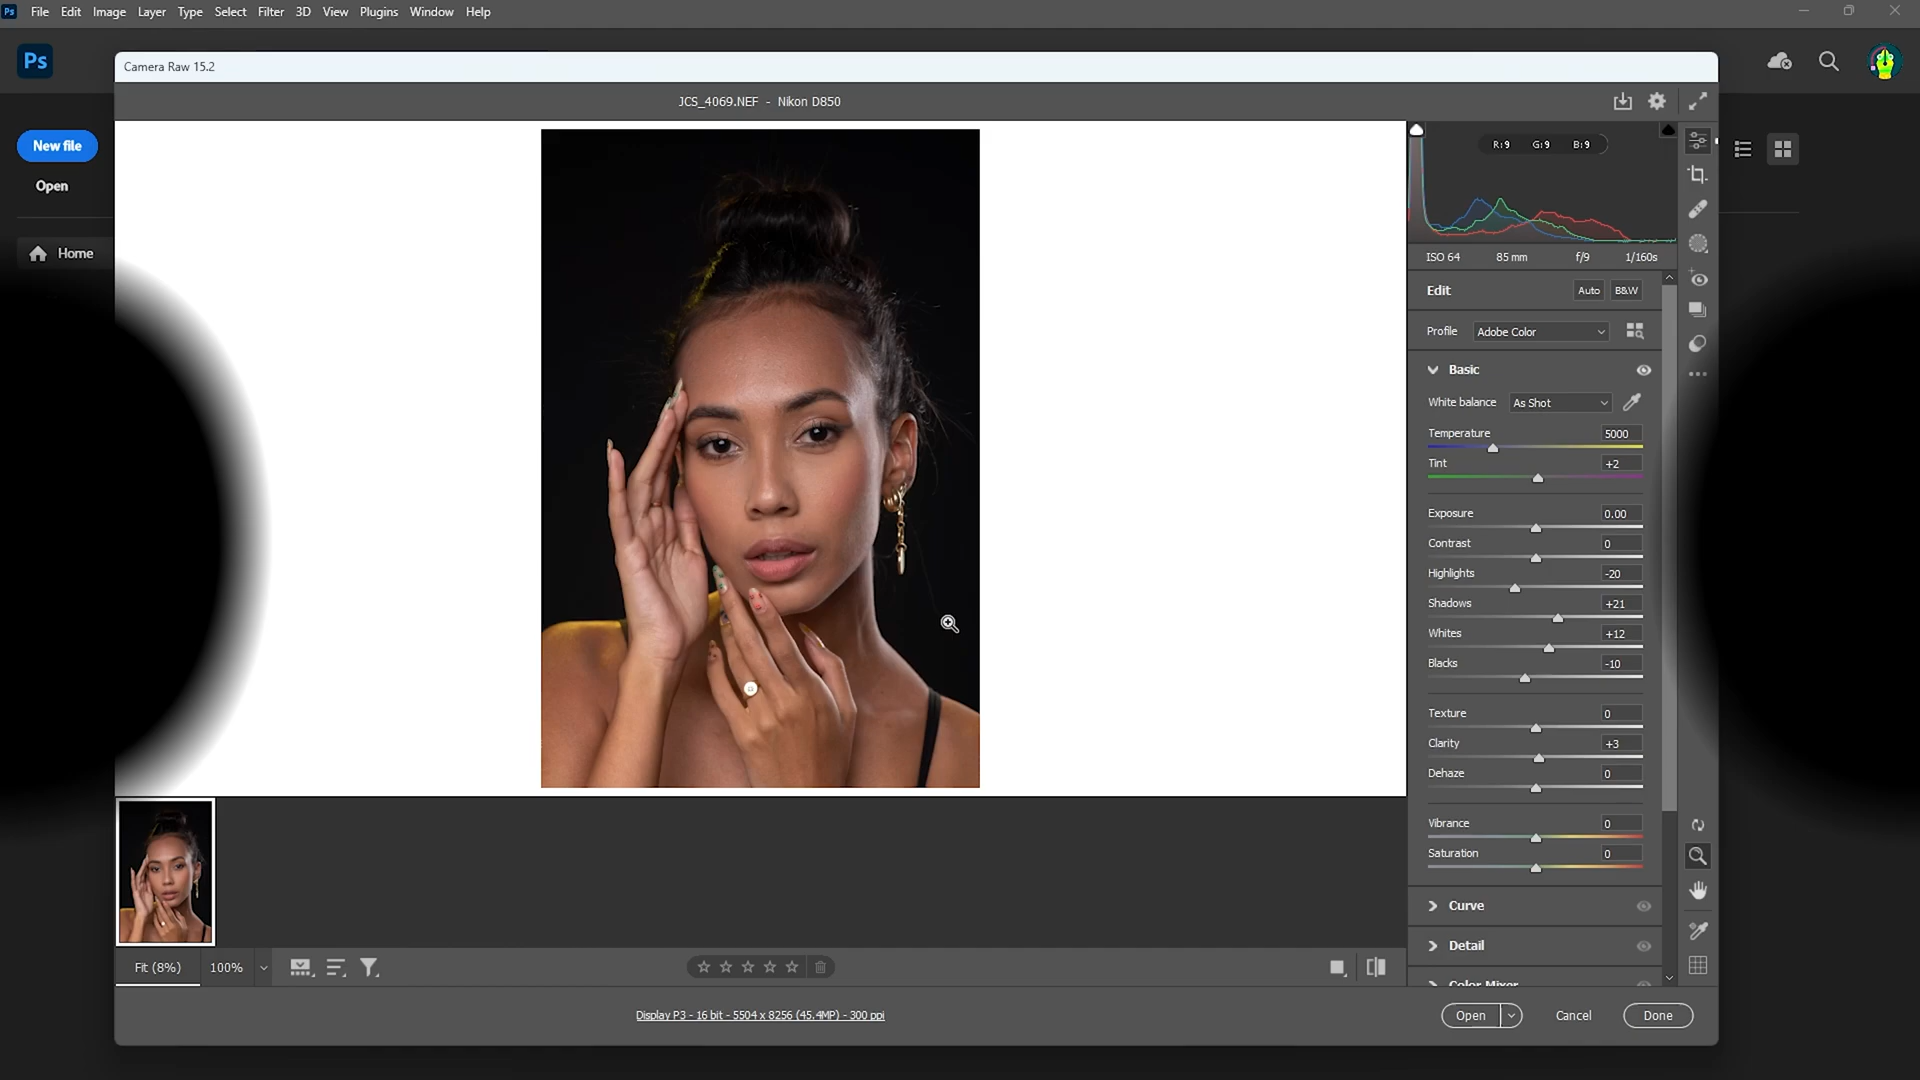 Ps File Edit Image Layer Type Select Filter 3D View Plugins Window Help
Ps
Camera Raw 15.2
JCS_4069.NEF - Nikon D850
New file
Open
Home
R:9 G:9 B:9
ISO 64 85 mm f/9 1/160s
Edit Auto B&W
Profile Adobe Color
Basic
White balance As Shot
Temperature 5000
Tint +2
Exposure 0.00
Contrast 0
Highlights -20
Shadows +21
Whites +12
Blacks -10
Texture 0
Clarity +3
Dehaze 0
Vibrance 0
Saturation 0
Curve
Detail
Color Mixer
Fit (8%) 100%
Display P3 - 16 bit - 5504 x 8256 (45.4MP) - 300 ppi
Open Cancel Done